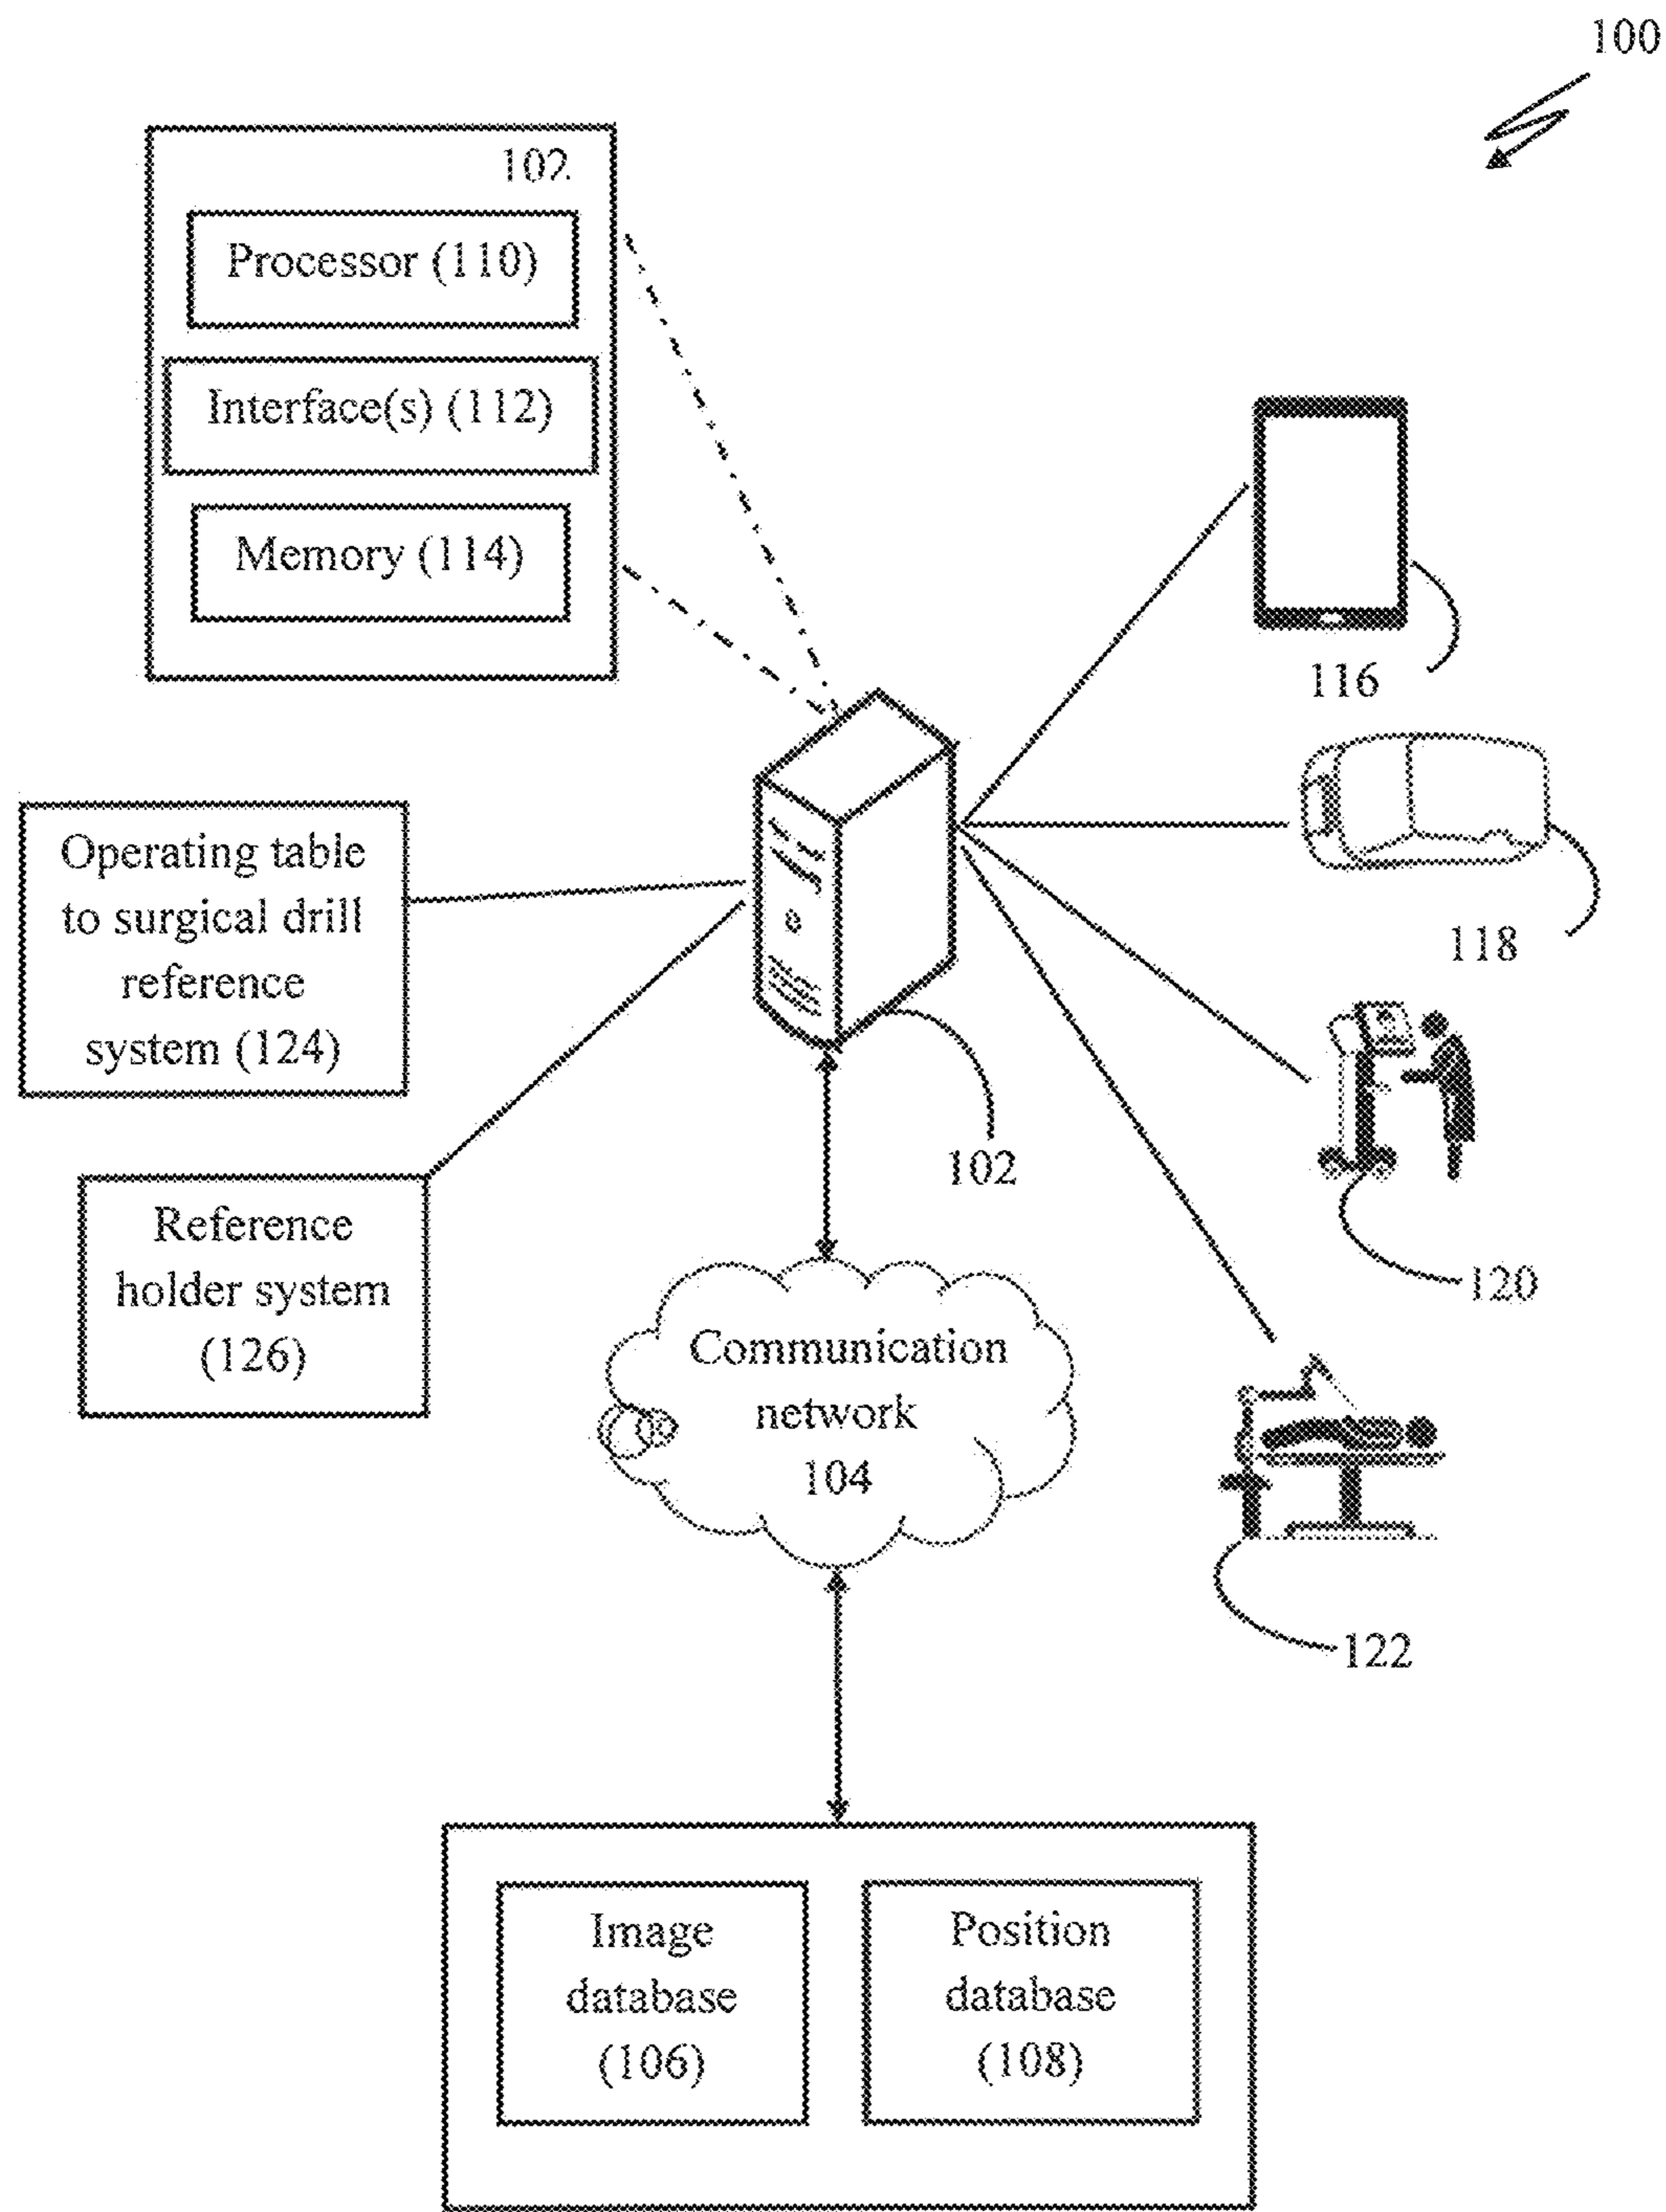 100
102
Processor (110)
Interface(s) (112)
Memory (114)
116
118
Operating table
to surgical drill
reference
system (124)
102
Reference
holder system
(126)
120
Communication
network
104
122
Image
database
(106)
Position
database
(108)